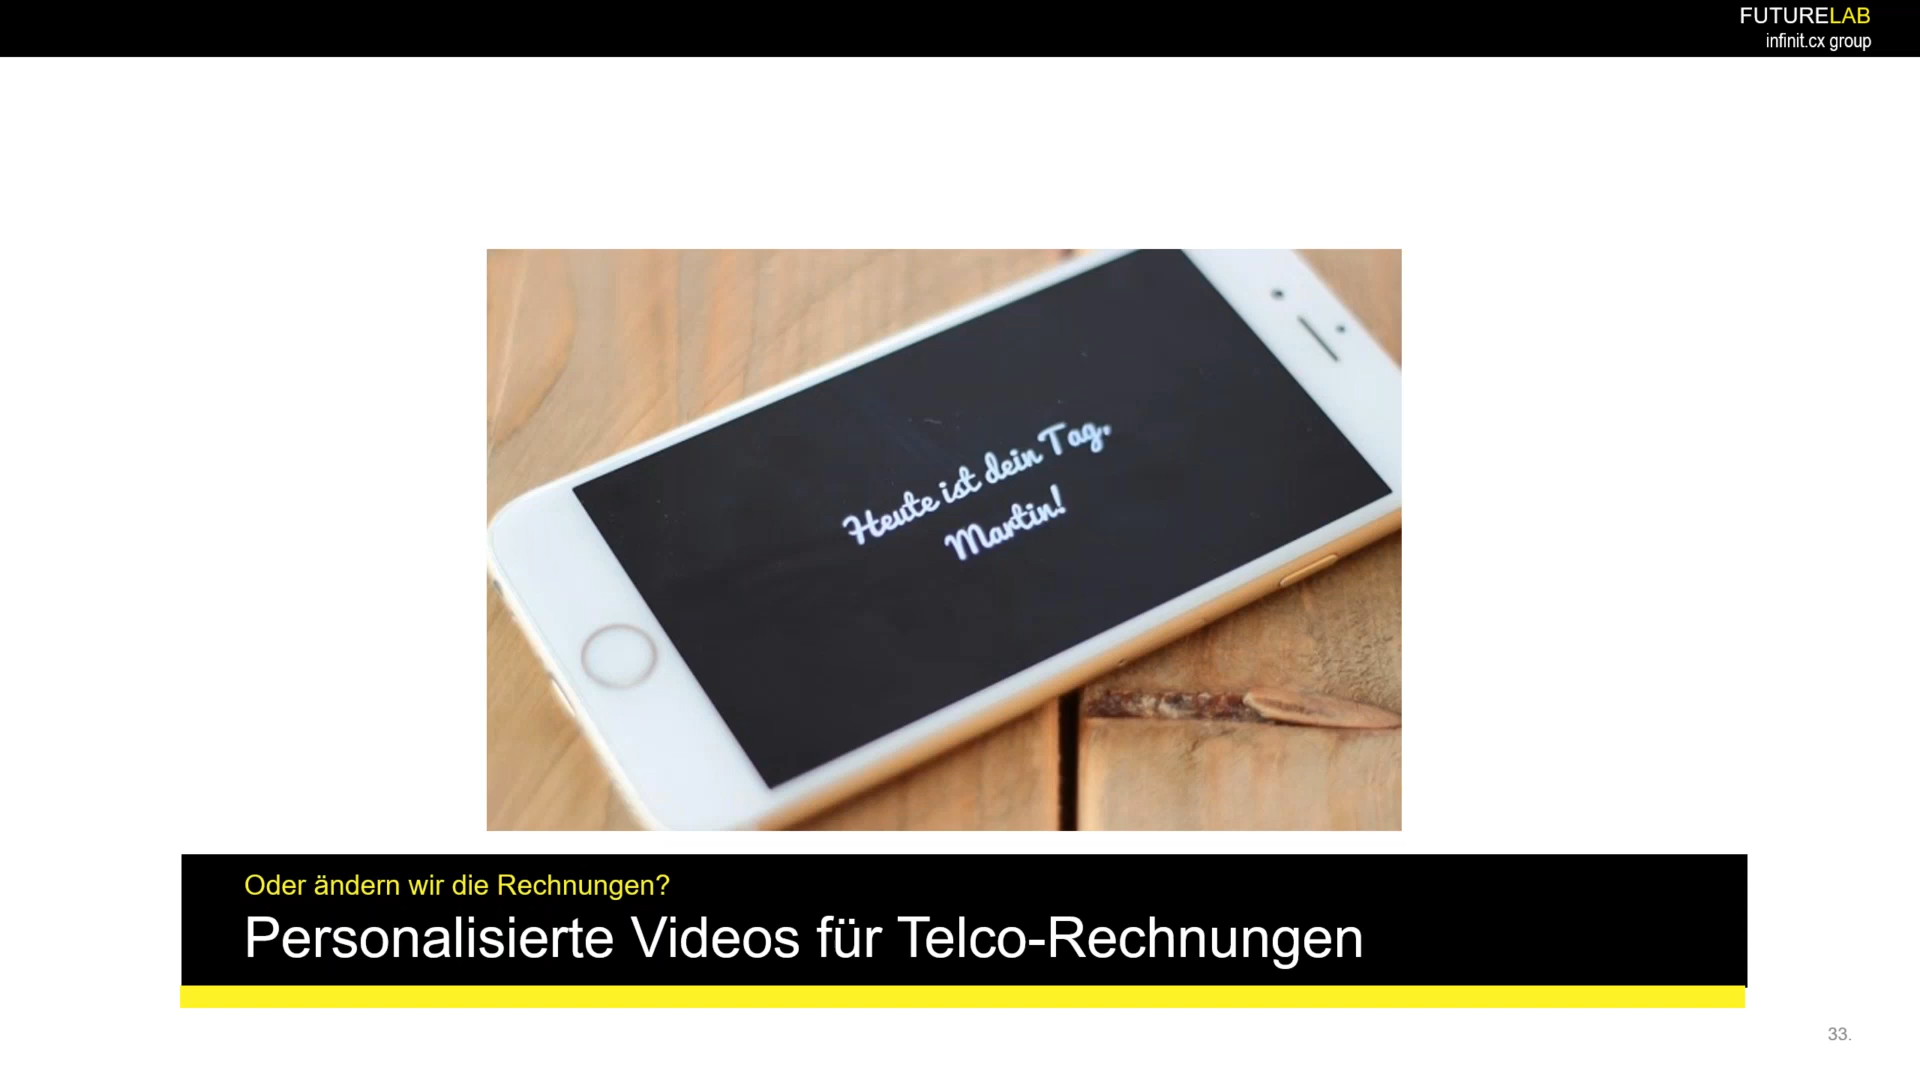 FUTURELAB
infinit.cx group
Heute ist dein Tag,
Martin!
Oder ändern wir die Rechnungen?
Personalisierte Videos für Telco-Rechnungen
33.